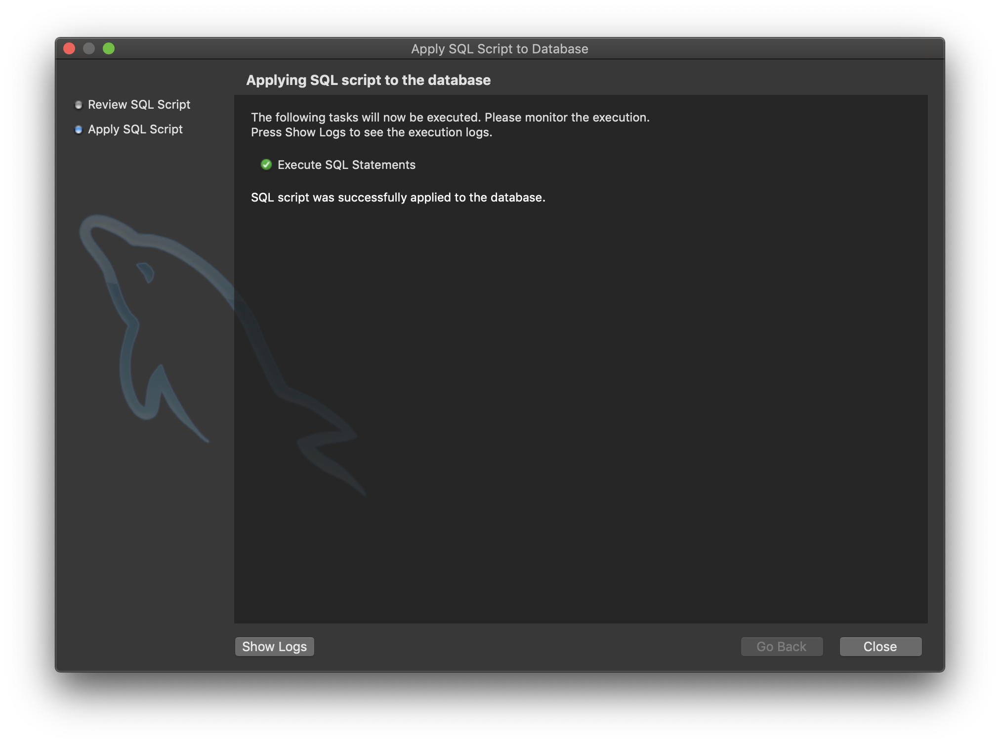 Apply SQL Script to Database
Applying SQL script to the database
Review SQL Script
Apply SQL Script
The following tasks will now be executed. Please monitor the execution.
Press Show Logs to see the execution logs.
Execute SQL Statements
SQL script was successfully applied to the database.
Show Logs
Go Back
Close